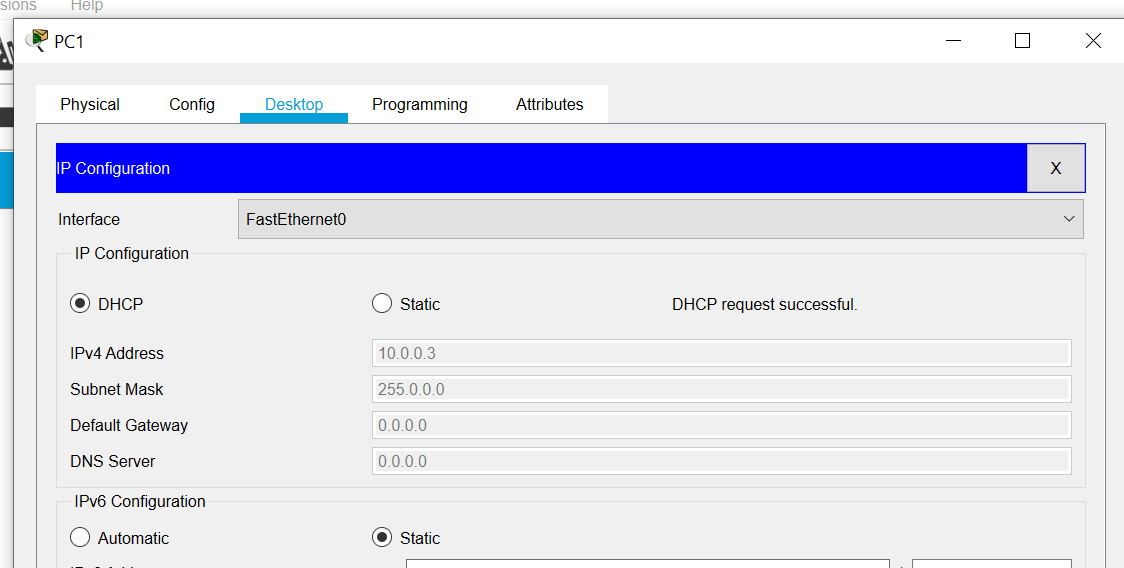 sions Help
PC1
Physical Config Desktop Programming Attributes
IP Configuration X
Interface FastEthernet0
IP Configuration
DHCP Static DHCP request successful.
IPv4 Address 10.0.0.3
Subnet Mask 255.0.0.0
Default Gateway 0.0.0.0
DNS Server 0.0.0.0
IPv6 Configuration
Automatic Static